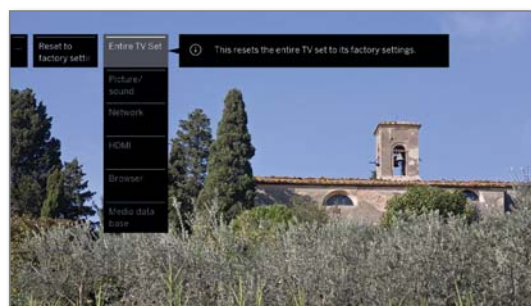 ...
Reset to
factory setti
Entire TV Set
This resets the entire TV set to its factory settings.
Picture/
sound
Network
HDMI
Browser
Media data
base